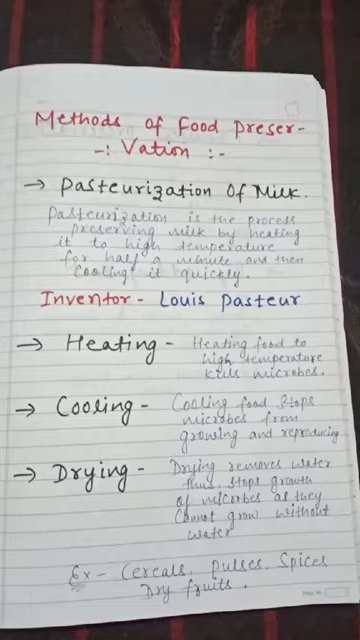 Methods of Food Preser-
-: Vation :-
→ Pasteurization Of Milk.
Pasteurization is the process
preserving milk by heating
it to high temperature
for half a minute and then
Cooling it quickly.
Inventor - Louis Pasteur
→ Heating - Heating food to
high temperature
kills microbes.
→ Cooling - Cooling food stops
microbes from
growing and reproducing
→ Drying - Drying removes water
thus stops growth
of microbes as they
Cannot grow without
water
Ex - Cereals, Pulses, Spices
Dry fruits.
Page No.